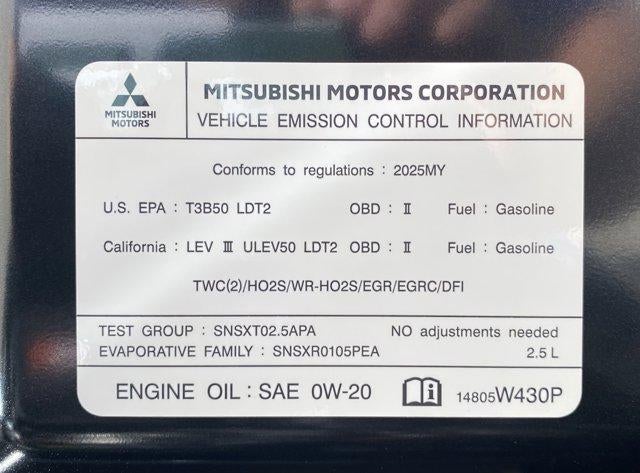 MITSUBISHI
MOTORS
MITSUBISHI MOTORS CORPORATION
VEHICLE EMISSION CONTROL INFORMATION
Conforms to regulations : 2025MY
U.S. EPA : T3B50 LDT2 OBD : Ⅱ Fuel : Gasoline
California : LEV Ⅲ ULEV50 LDT2 OBD : Ⅱ Fuel : Gasoline
TWC(2)/HO2S/WR-HO2S/EGR/EGRC/DFI
TEST GROUP : SNSXT02.5APA NO adjustments needed
EVAPORATIVE FAMILY : SNSXR0105PEA 2.5 L
ENGINE OIL : SAE 0W-20 14805W430P